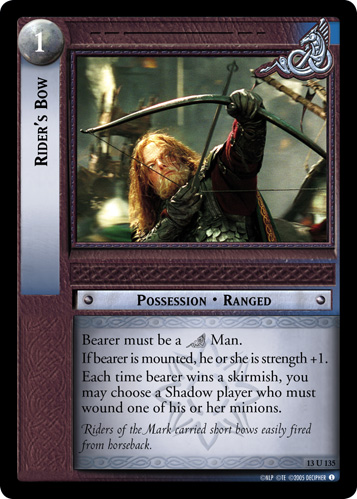 1
RIDER'S BOW
POSSESSION • RANGED
Bearer must be a Man.
If bearer is mounted, he or she is strength +1.
Each time bearer wins a skirmish, you
may choose a Shadow player who must
wound one of his or her minions.
Riders of the Mark carried short bows easily fired
from horseback.
13 U 135
©NLP ©TE ©2005 DECIPHER